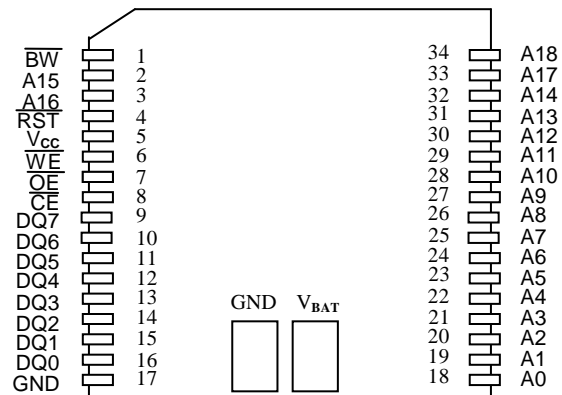 BW 1 34 A18
A15 2 33 A17
A16 3 32 A14
RST 4 31 A13
Vcc 5 30 A12
WE 6 29 A11
OE 7 28 A10
CE 8 27 A9
DQ7 9 26 A8
DQ6 10 25 A7
DQ5 11 24 A6
DQ4 12 23 A5
DQ3 13 22 A4
DQ2 14 21 A3
DQ1 15 20 A2
DQ0 16 19 A1
GND 17 18 A0
GND VBAT